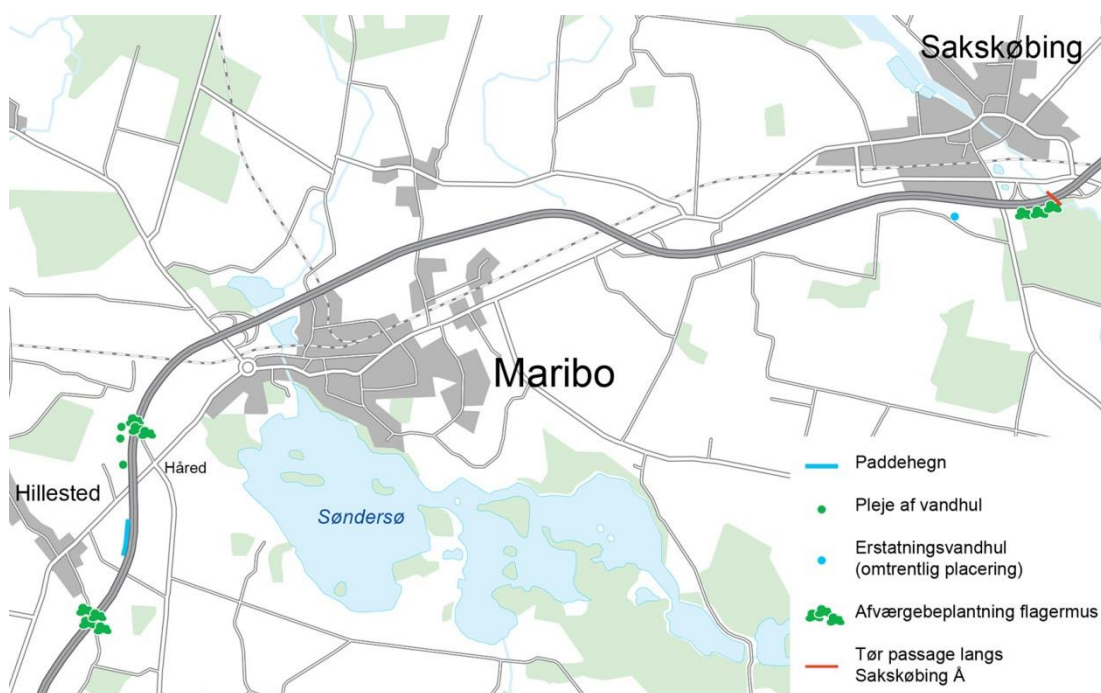 Sakskøbing
Maribo
Håred
Hillested
Søndersø
Paddehegn
Pleje af vandhul
Erstatningsvandhul
(omtrentlig placering)
Afværgebeplantning flagermus
Tør passage langs
Sakskøbing Å